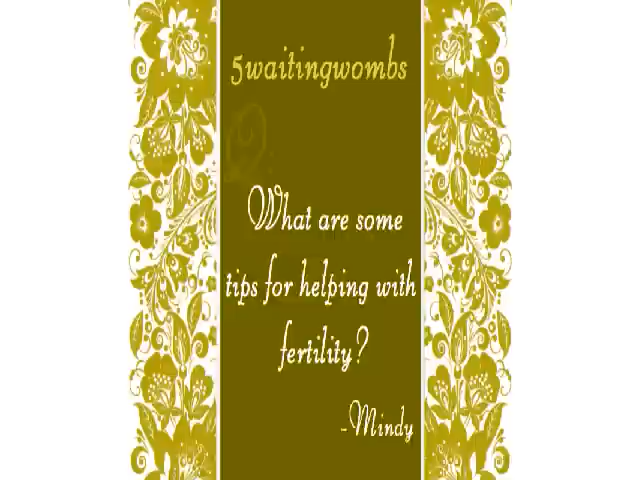 5waitingwombs
Q:
What are some
tips for helping with
fertility?
-Mindy